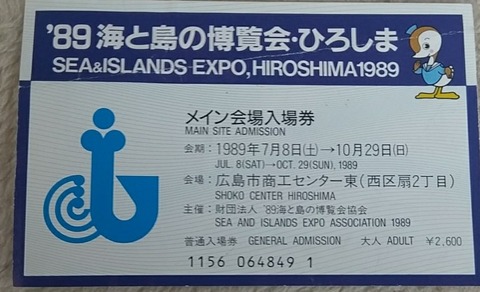 '89海と島の博覧会・ひろしま
SEA&ISLANDS EXPO,HIROSHIMA1989
メイン会場入場券
MAIN SITE ADMISSION
会期：1989年7月8日(土)→10月29日(日)
JUL. 8(SAT)→OCT. 29(SUN), 1989
会場：広島市商工センター東(西区扇2丁目)
SHOKO CENTER HIROSHIMA
主催：財団法人 '89海と島の博覧会協会
SEA AND ISLANDS EXPO ASSOCIATION 1989
普通入場券 GENERAL ADMISSION 大人 ADULT ￥2,600
1156 064849 1